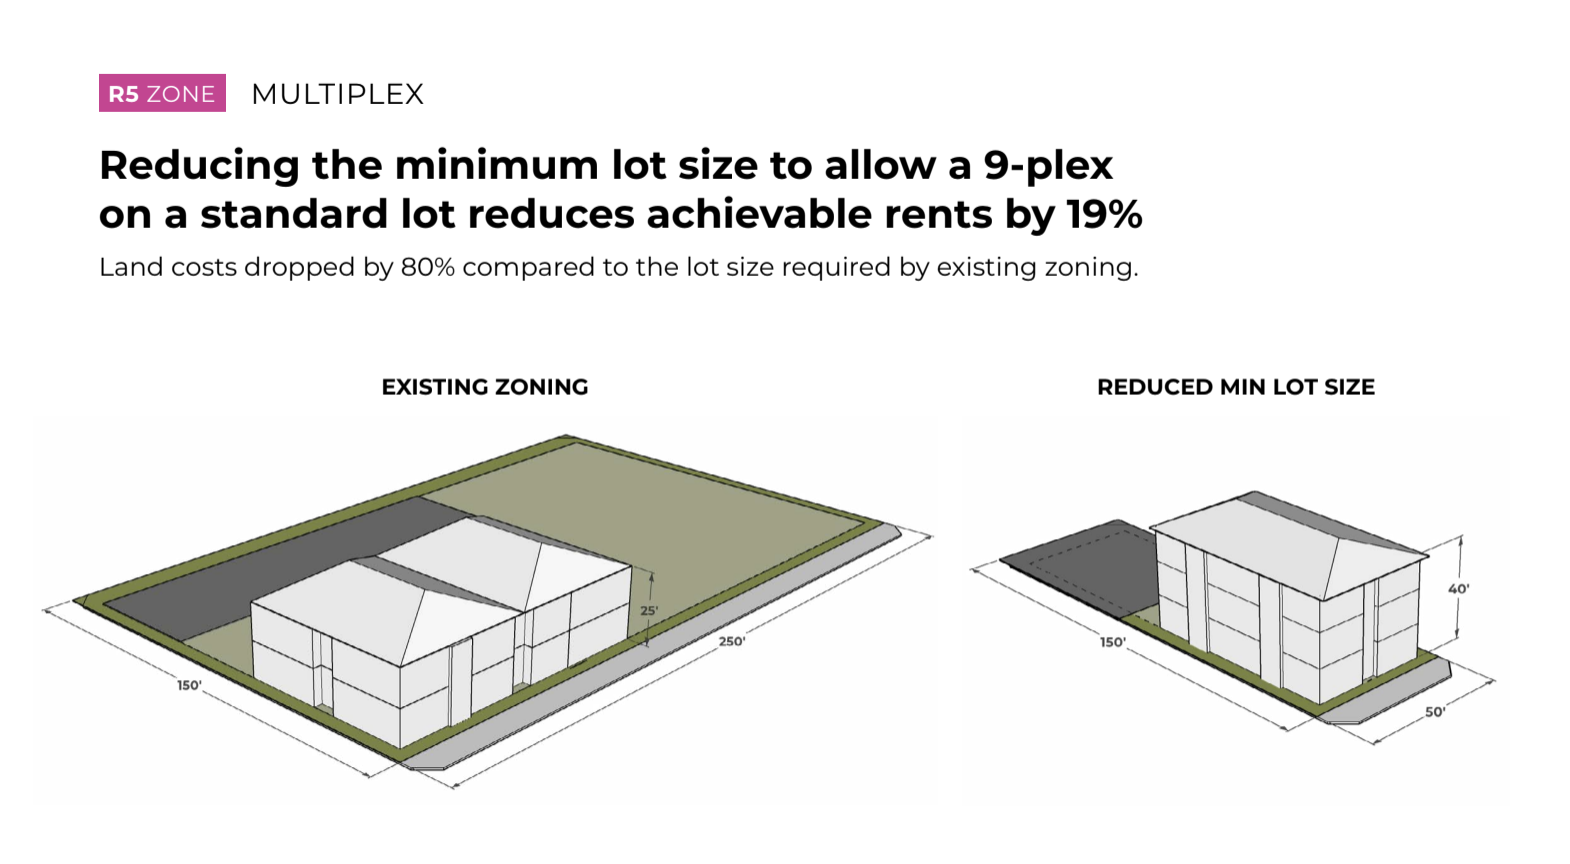 R5 ZONE MULTIPLEX
Reducing the minimum lot size to allow a 9-plex
on a standard lot reduces achievable rents by 19%
Land costs dropped by 80% compared to the lot size required by existing zoning.
EXISTING ZONING
REDUCED MIN LOT SIZE
25'
250'
150'
40'
150'
50'